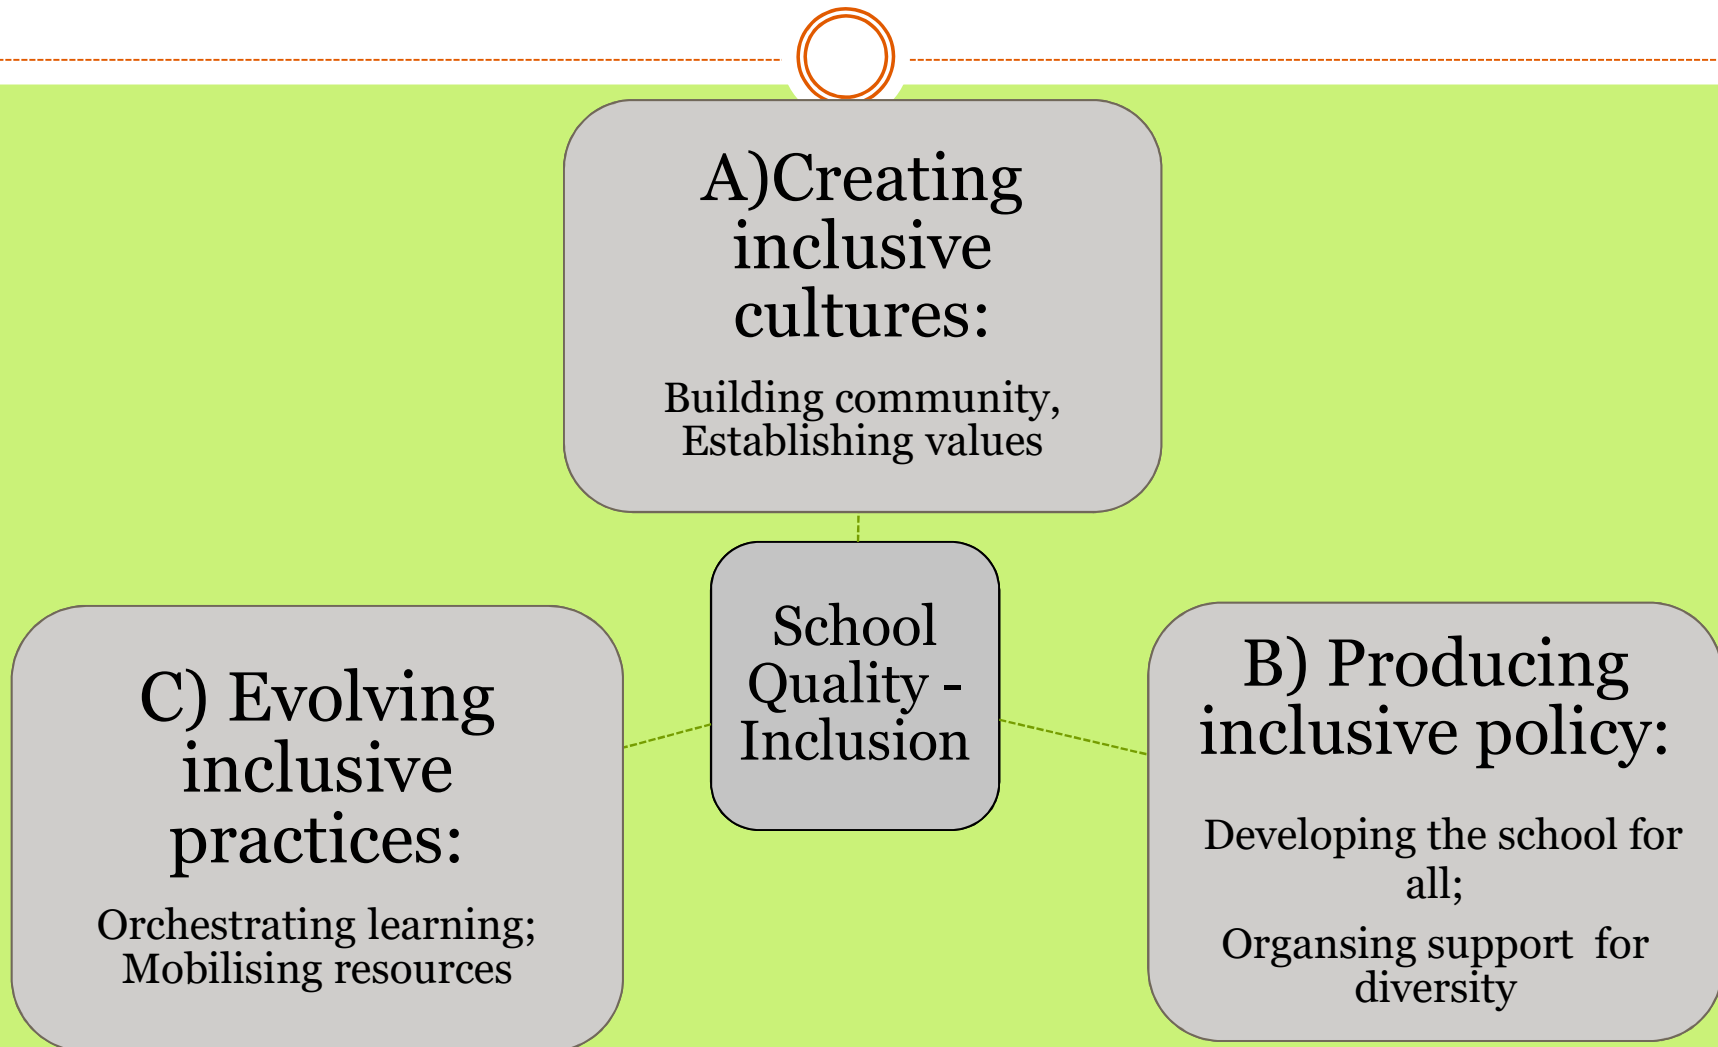 A)Creating
inclusive
cultures:
Building community,
Establishing values
School
Quality -
Inclusion
B) Producing
inclusive policy:
Developing the school for
all;
Organsing support  for
diversity
C) Evolving
inclusive
practices:
Orchestrating learning;
Mobilising resources